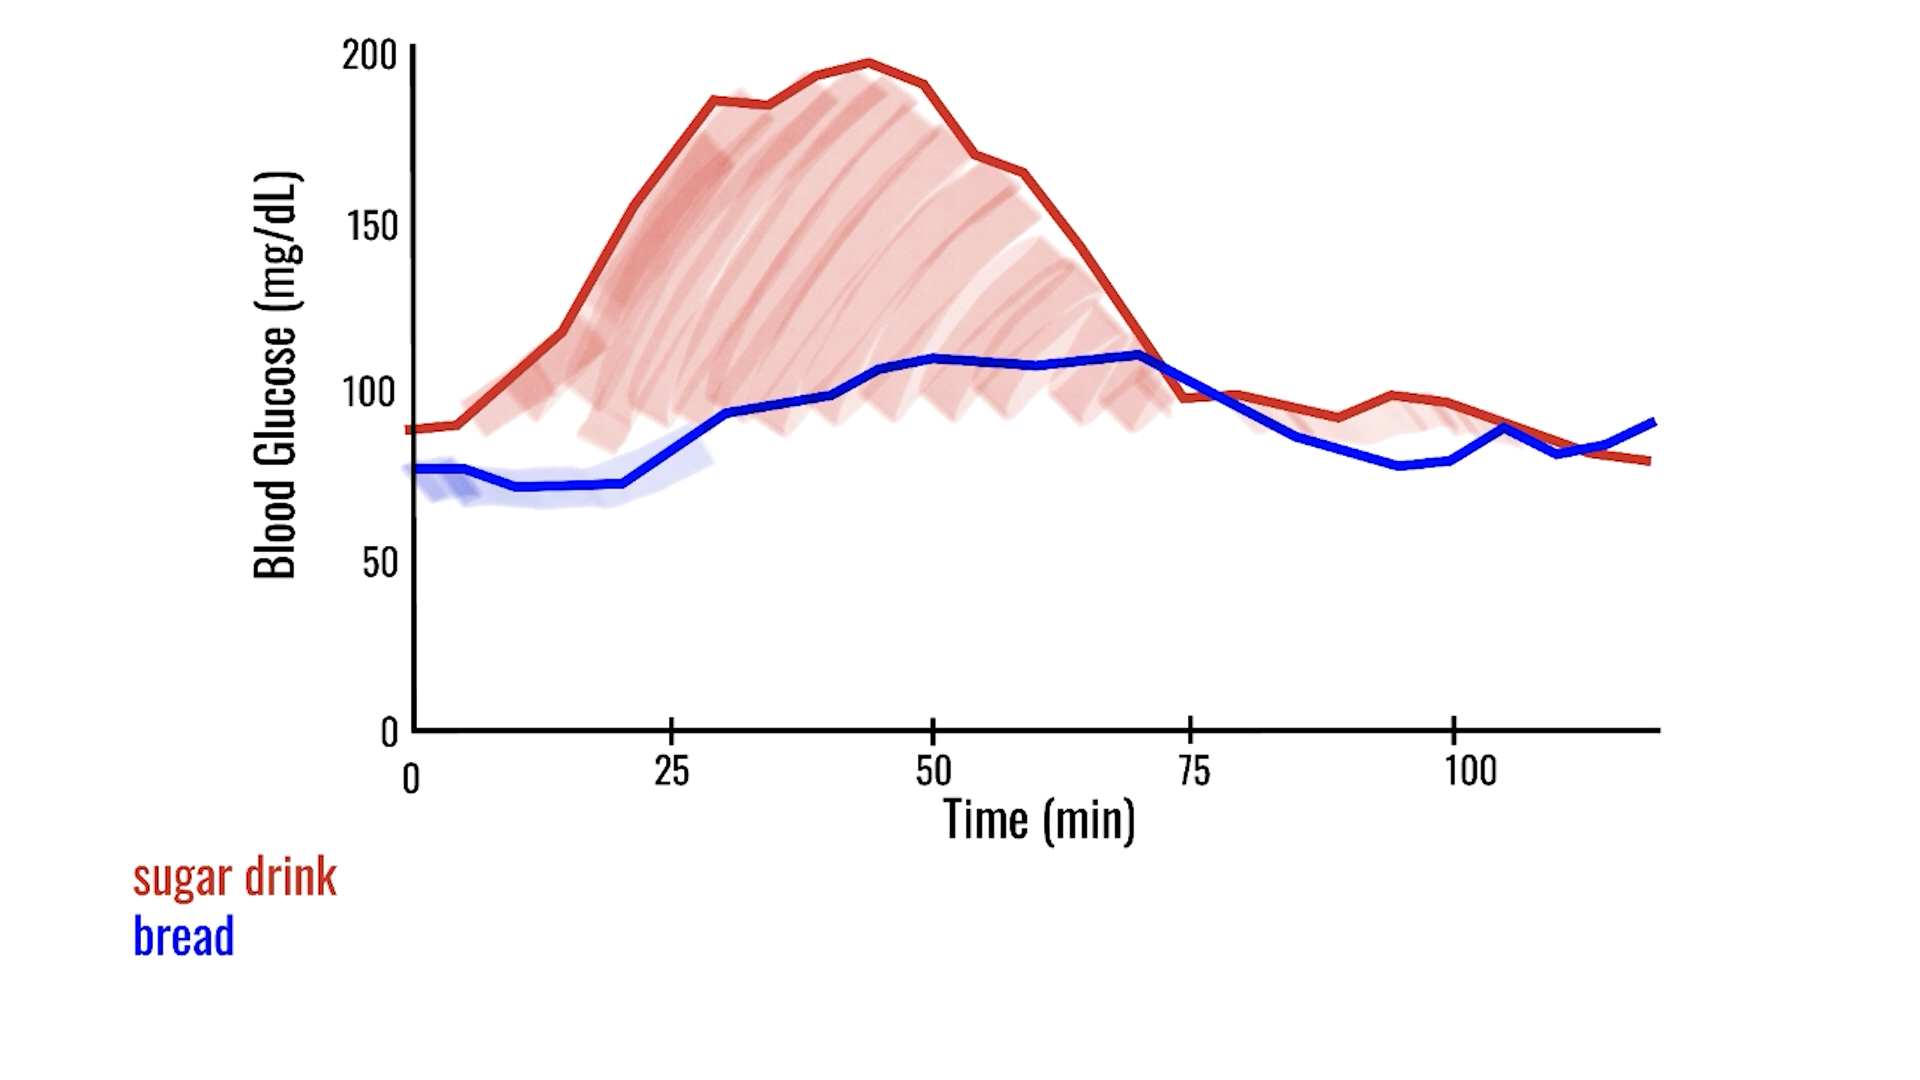 200
150
100
50
0
Blood Glucose (mg/dL)
0
25
50
75
100
Time (min)
sugar drink
bread